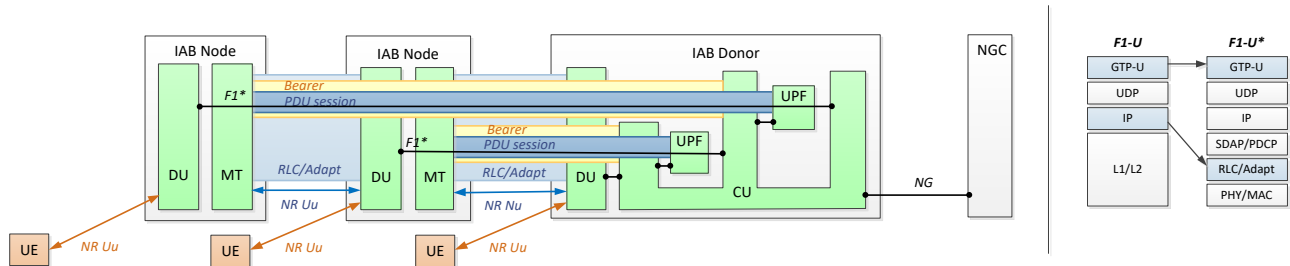 IAB Node
IAB Node
IAB Donor
NGC
F1-U
F1-U*
Bearer
F1*
PDU session
UPF
GTP-U
GTP-U
UDP
UDP
IP
IP
Bearer
F1*
PDU session
UPF
SDAP/PDCP
DU
MT
RLC/Adapt
DU
MT
RLC/Adapt
DU
CU
NG
L1/L2
RLC/Adapt
NR Uu
NR Nu
PHY/MAC
UE
NR Uu
UE
NR Uu
UE
NR Uu